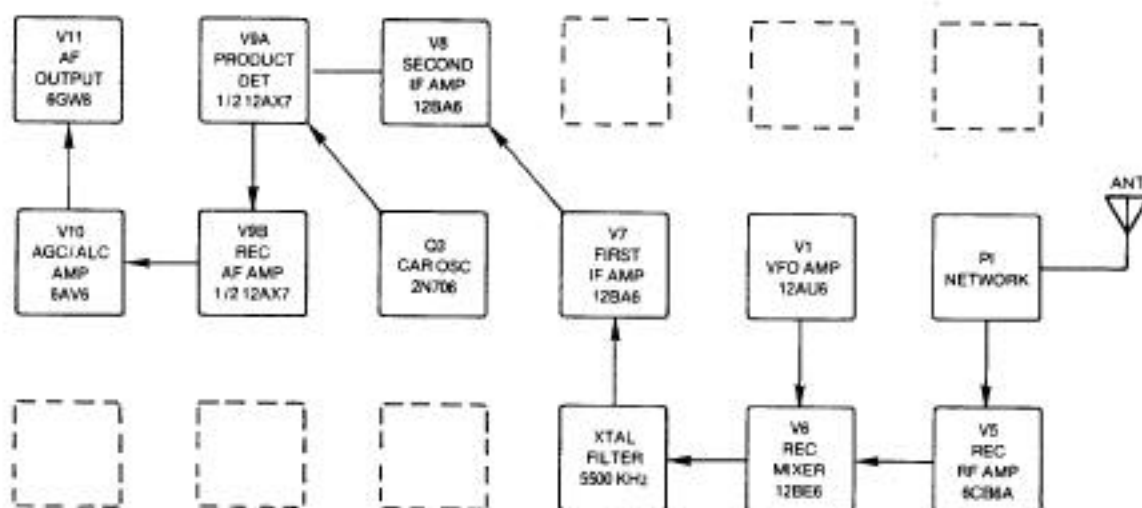 V11
AF
OUTPUT
6GW8
V9A
PRODUCT
DET
1/2 12AX7
V8
SECOND
IF AMP
12BA6
ANT
V10
AGC/ALC
AMP
6AV6
V9B
REC
AF AMP
1/2 12AX7
Q3
CAR OSC
2N706
V7
FIRST
IF AMP
12BA6
V1
VFO AMP
12AU6
PI
NETWORK
XTAL
FILTER
5500 KHz
V6
REC
MIXER
12BE6
V5
REC
RF AMP
6CB6A